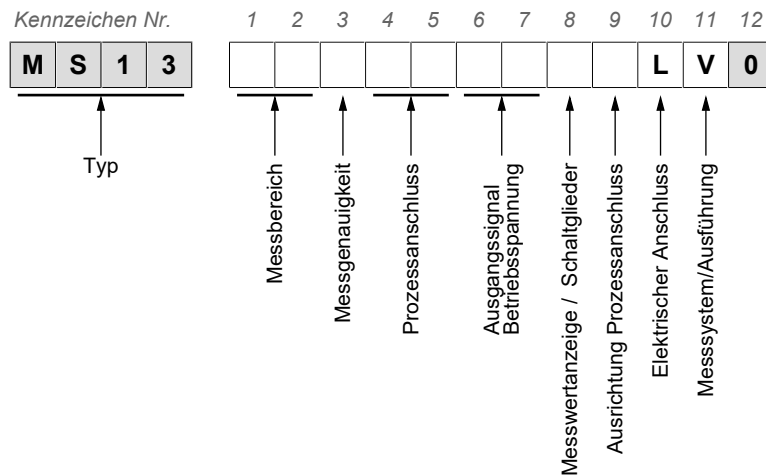 Kennzeichen Nr. 1 2 3 4 5 6 7 8 9 10 11 12
M S 1 3 L V 0
Typ
Messbereich
Messgenauigkeit
Prozessanschluss
Ausgangssignal
Betriebsspannung
Messwertanzeige / Schaltglieder
Ausrichtung Prozessanschluss
Elektrischer Anschluss
Messsystem/Ausführung